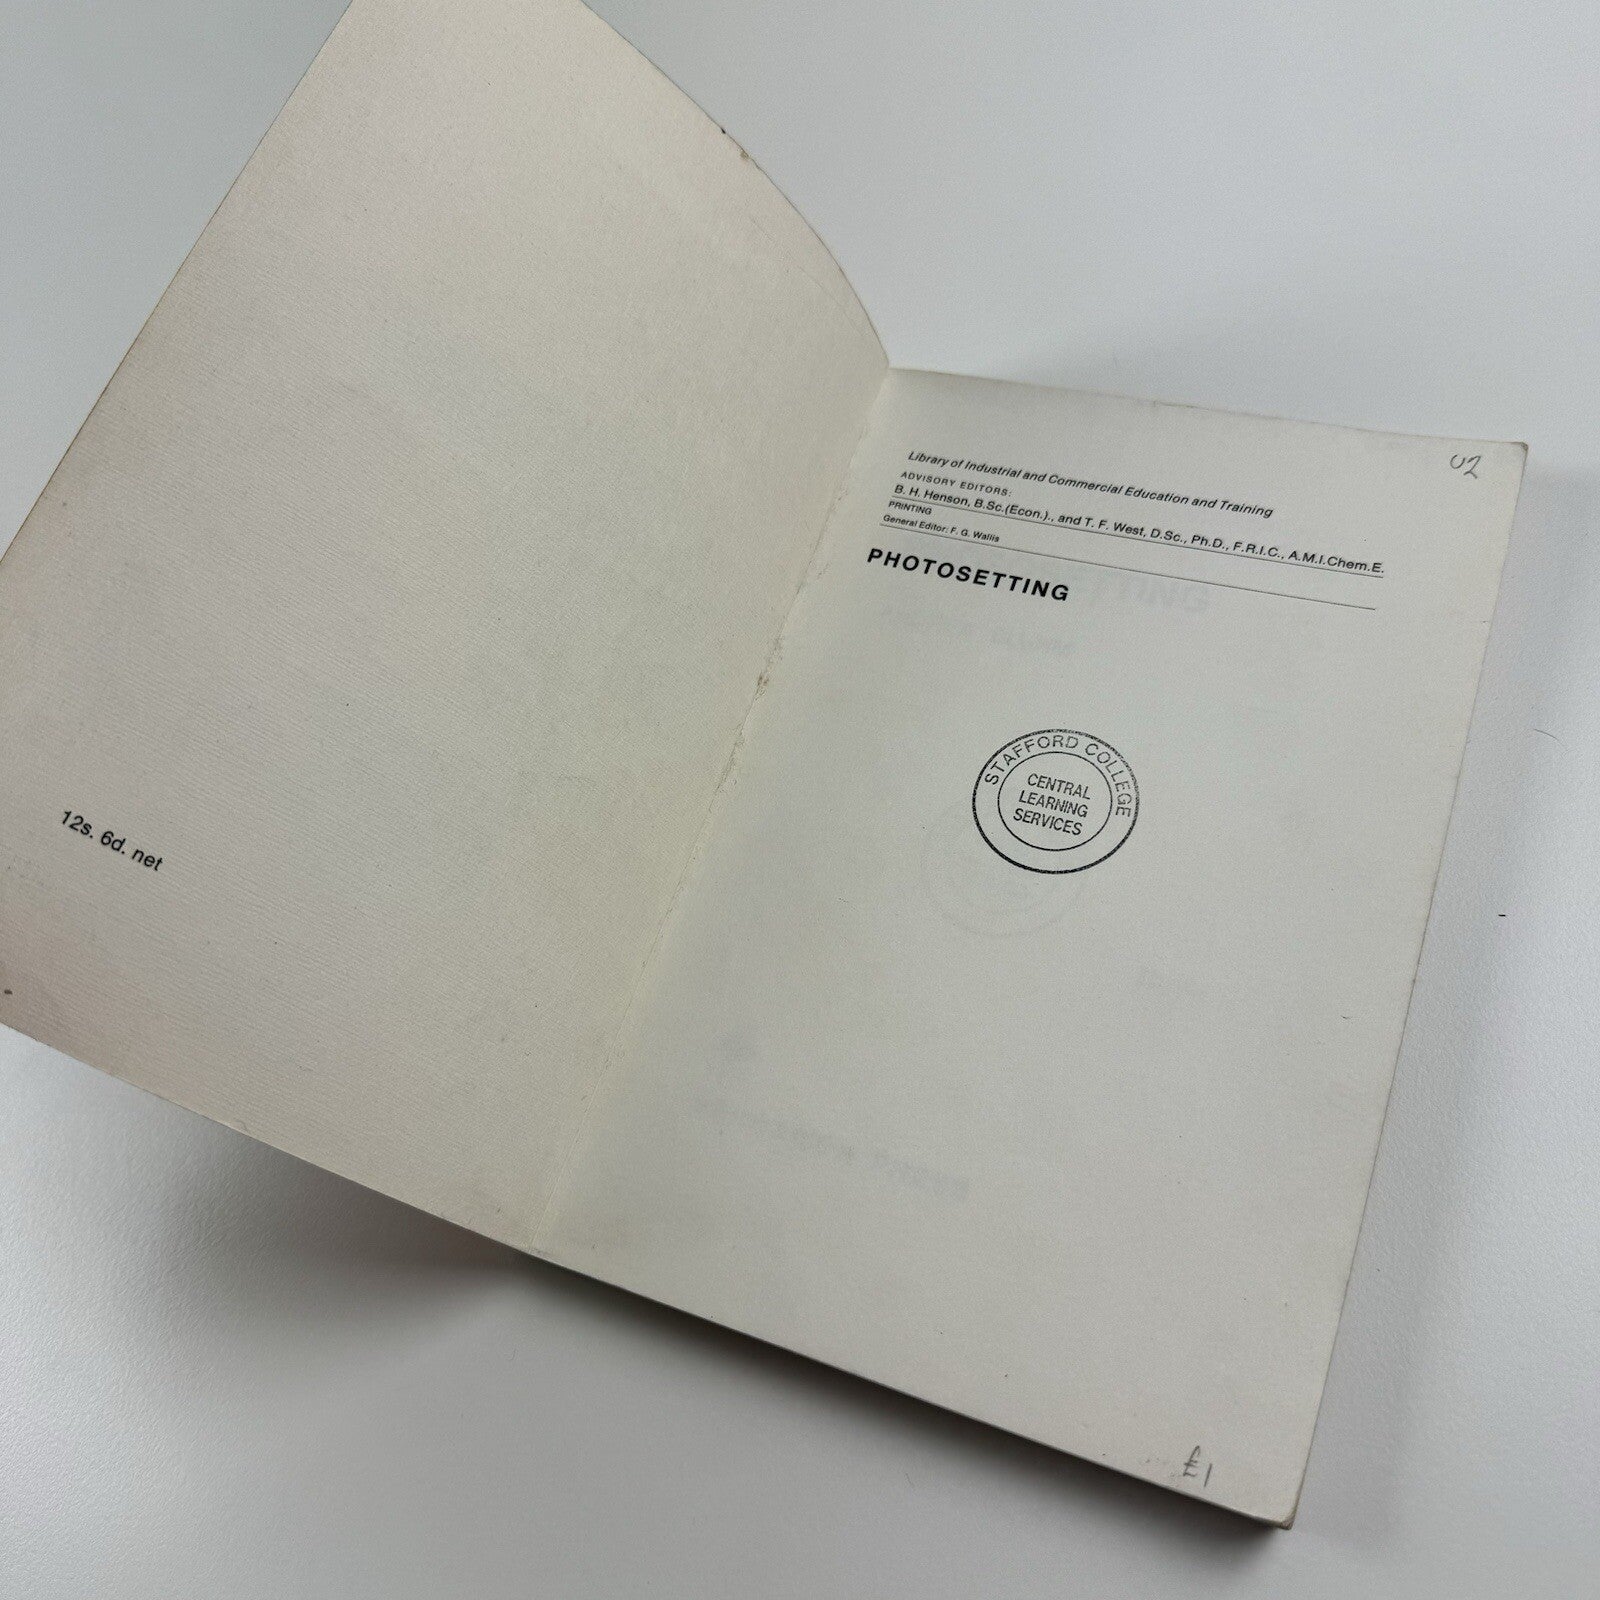 12s. 6d. net
U2
Library of Industrial and Commercial Education and Training
ADVISORY EDITORS:
B. H. Henson, B.Sc.(Econ.)., and T. F. West, D.Sc., Ph.D., F.R.I.C., A.M.I.Chem.E.
PRINTING
General Editor: F. G. Wallis
PHOTOSETTING
STAFFORD COLLEGE
CENTRAL
LEARNING
SERVICES
£1